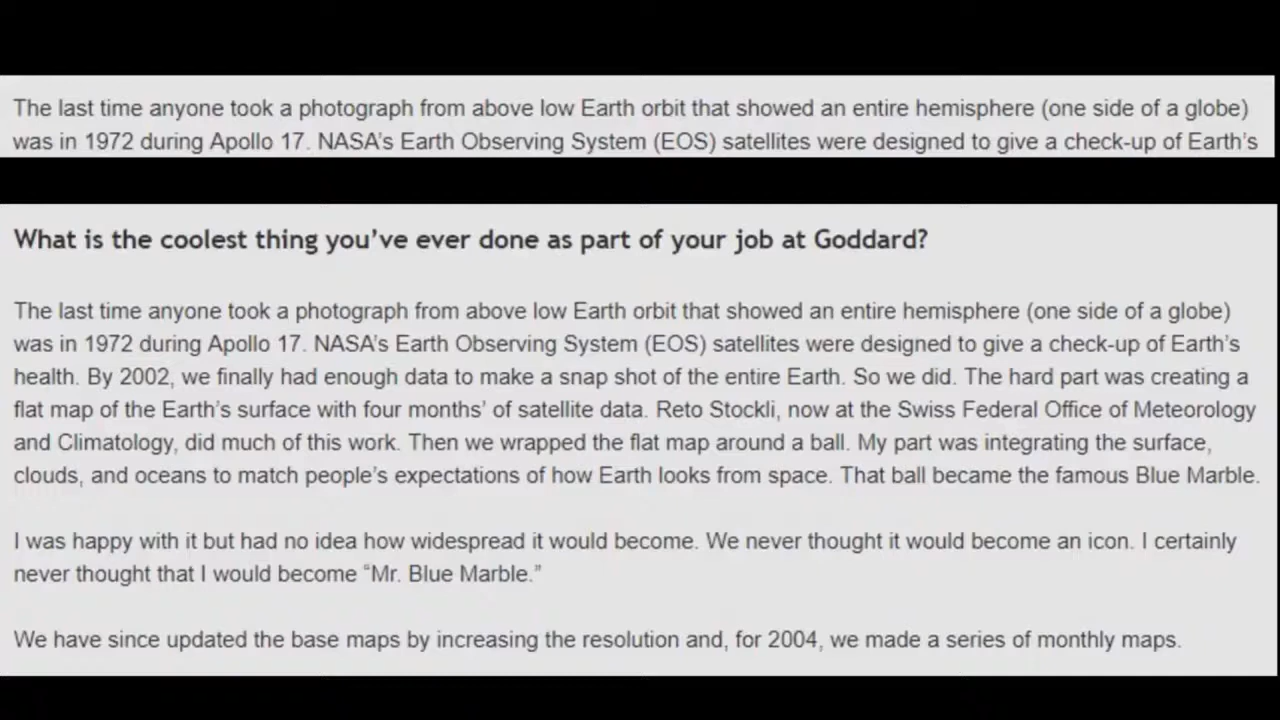 The last time anyone took a photograph from above low Earth orbit that showed an entire hemisphere (one side of a globe)
was in 1972 during Apollo 17. NASA's Earth Observing System (EOS) satellites were designed to give a check-up of Earth's
What is the coolest thing you've ever done as part of your job at Goddard?
The last time anyone took a photograph from above low Earth orbit that showed an entire hemisphere (one side of a globe)
was in 1972 during Apollo 17. NASA's Earth Observing System (EOS) satellites were designed to give a check-up of Earth's
health. By 2002, we finally had enough data to make a snap shot of the entire Earth. So we did. The hard part was creating a
flat map of the Earth's surface with four months' of satellite data. Reto Stockli, now at the Swiss Federal Office of Meteorology
and Climatology, did much of this work. Then we wrapped the flat map around a ball. My part was integrating the surface,
clouds, and oceans to match people's expectations of how Earth looks from space. That ball became the famous Blue Marble.
I was happy with it but had no idea how widespread it would become. We never thought it would become an icon. I certainly
never thought that I would become “Mr. Blue Marble.”
We have since updated the base maps by increasing the resolution and, for 2004, we made a series of monthly maps.